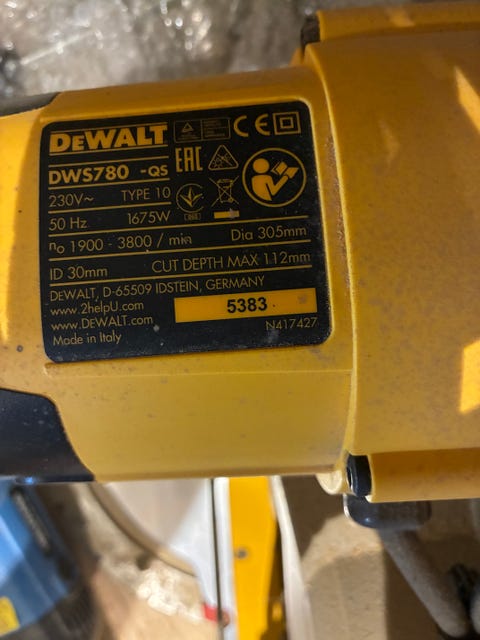 DEWALT
DWS780 -QS
230V~ TYPE 10
50 Hz 1675W
n₀ 1900 - 3800 / min Dia 305mm
ID 30mm CUT DEPTH MAX 112mm
DEWALT, D-65509 IDSTEIN, GERMANY
www.2helpU.com
www.DEWALT.com
Made in Italy
5383
N417427
CE
EAC